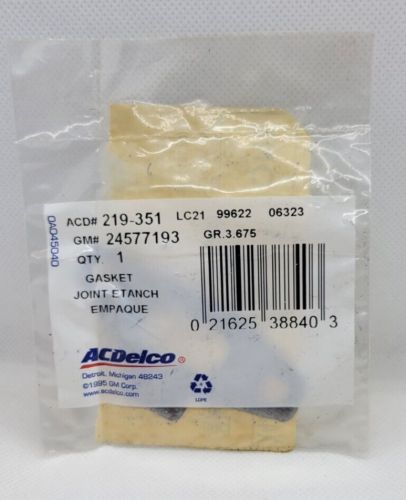 ACD# 219-351 LC21 99622 06323
GM# 24577193 GR.3.675
QTY 1
GASKET
JOINT ETANCH
EMPAQUE
0 21625 38840 3
ACDelco®
Detroit, Michigan 48243
©1995 GM Corp.
www.acdelco.com
LDPE
0A045040